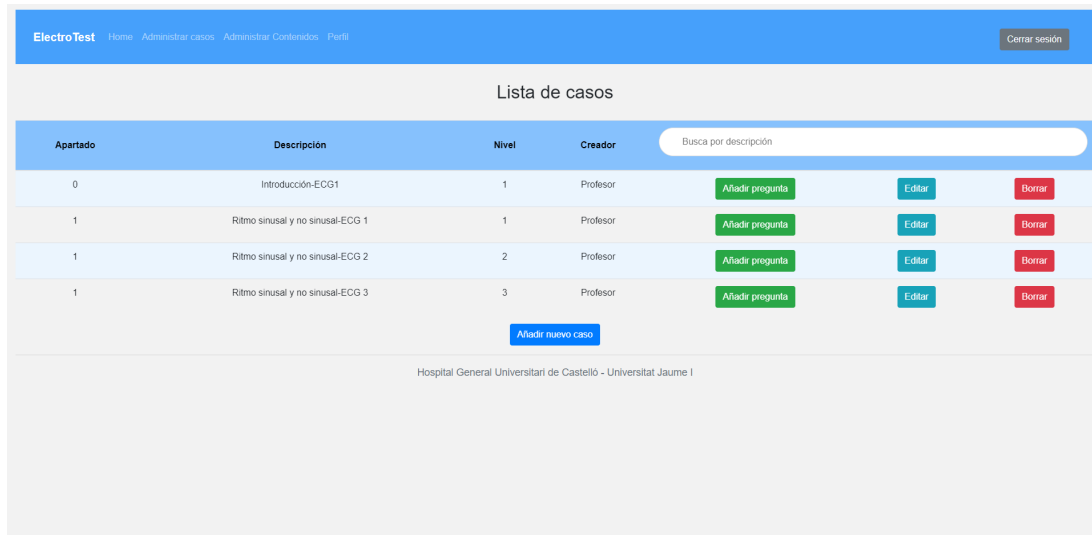 ElectroTest Home Administrar casos Administrar Contenidos Perfil Cerrar sesión
Lista de casos
Apartado Descripción Nivel Creador Busca por descripción
0 Introducción-ECG1 1 Profesor Añadir pregunta Editar Borrar
1 Ritmo sinusal y no sinusal-ECG 1 1 Profesor Añadir pregunta Editar Borrar
1 Ritmo sinusal y no sinusal-ECG 2 2 Profesor Añadir pregunta Editar Borrar
1 Ritmo sinusal y no sinusal-ECG 3 3 Profesor Añadir pregunta Editar Borrar
Añadir nuevo caso
Hospital General Universitari de Castelló - Universitat Jaume I